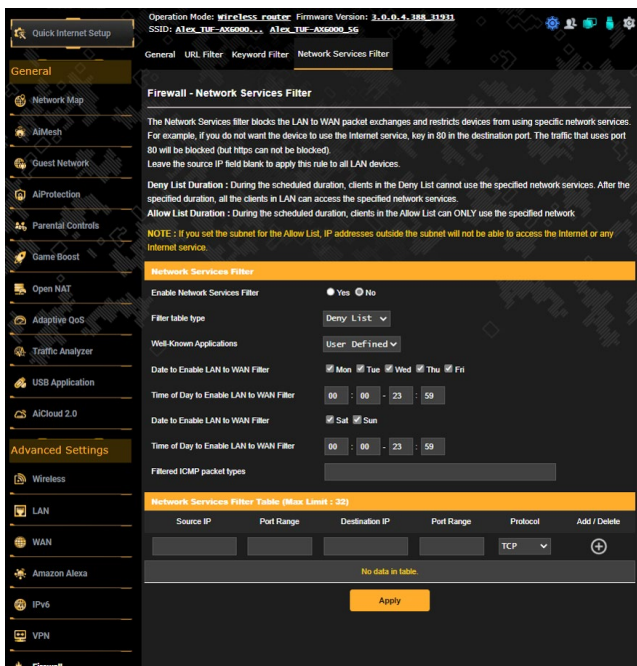 Operation Mode: Wireless router Firmware Version: 3.0.0.4.388_31931
SSID: Alex_TUF-AX6000... Alex_TUF-AX6000_5G
Quick Internet Setup
General URL Filter Keyword Filter Network Services Filter
General
Network Map
AiMesh
Guest Network
AiProtection
Parental Controls
Game Boost
Open NAT
Adaptive QoS
Traffic Analyzer
USB Application
AiCloud 2.0
Advanced Settings
Wireless
LAN
WAN
Amazon Alexa
IPv6
VPN
Firewall
Firewall - Network Services Filter
The Network Services filter blocks the LAN to WAN packet exchanges and restricts devices from using specific network services.
For example, if you do not want the device to use the Internet service, key in 80 in the destination port. The traffic that uses port
80 will be blocked (but https can not be blocked).
Leave the source IP field blank to apply this rule to all LAN devices.
Deny List Duration : During the scheduled duration, clients in the Deny List cannot use the specified network services. After the
specified duration, all the clients in LAN can access the specified network services.
Allow List Duration : During the scheduled duration, clients in the Allow List can ONLY use the specified network
NOTE : If you set the subnet for the Allow List, IP addresses outside the subnet will not be able to access the Internet or any
Internet service.
Network Services Filter
Enable Network Services Filter Yes No
Filter table type Deny List
Well-Known Applications User Defined
Date to Enable LAN to WAN Filter Mon Tue Wed Thu Fri
Time of Day to Enable LAN to WAN Filter 00 : 00 - 23 : 59
Date to Enable LAN to WAN Filter Sat Sun
Time of Day to Enable LAN to WAN Filter 00 : 00 - 23 : 59
Filtered ICMP packet types
Network Services Filter Table (Max Limit : 32)
Source IP Port Range Destination IP Port Range Protocol Add / Delete
TCP
No data in table.
Apply